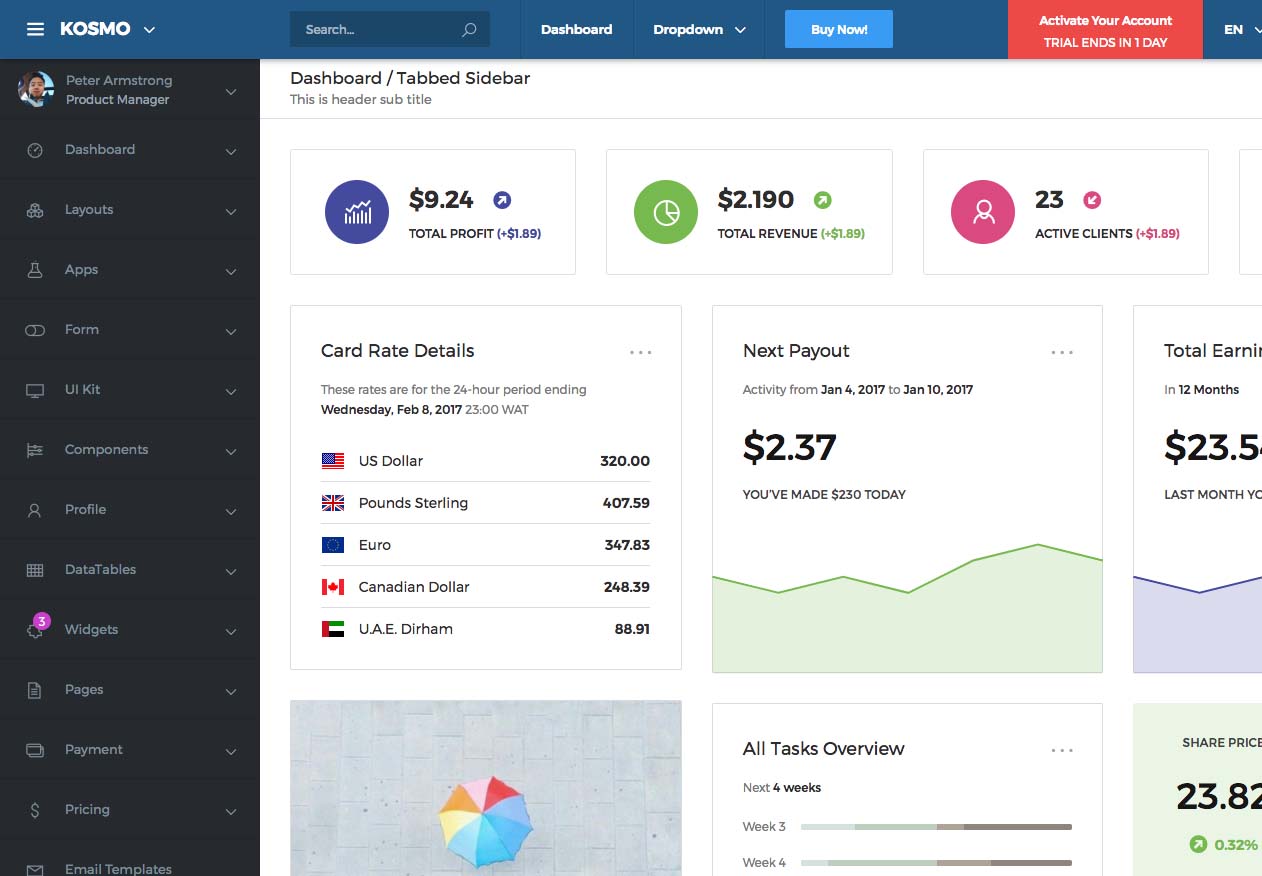 KOSMO
Search...
Dashboard
Dropdown
Buy Now!
Activate Your Account
TRIAL ENDS IN 1 DAY
EN
Peter Armstrong
Product Manager
Dashboard
Layouts
Apps
Form
UI Kit
Components
Profile
DataTables
3
Widgets
Pages
Payment
Pricing
Email Templates
Dashboard / Tabbed Sidebar
This is header sub title
$9.24
TOTAL PROFIT (+$1.89)
$2.190
TOTAL REVENUE (+$1.89)
23
ACTIVE CLIENTS (+$1.89)
Card Rate Details
These rates are for the 24-hour period ending
Wednesday, Feb 8, 2017 23:00 WAT
US Dollar 320.00
Pounds Sterling 407.59
Euro 347.83
Canadian Dollar 248.39
U.A.E. Dirham 88.91
Next Payout
Activity from Jan 4, 2017 to Jan 10, 2017
$2.37
YOU'VE MADE $230 TODAY
Total
In 12 Months
LAST MONTH
All Tasks Overview
Next 4 weeks
Week 3
Week 4
SHARE PRICE
23.82
0.32%